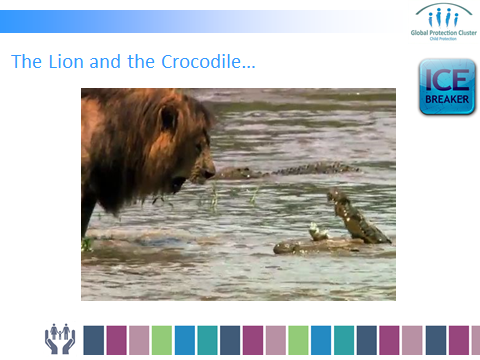 Global Protection Cluster
Child Protection
The Lion and the Crocodile...
ICE
BREAKER